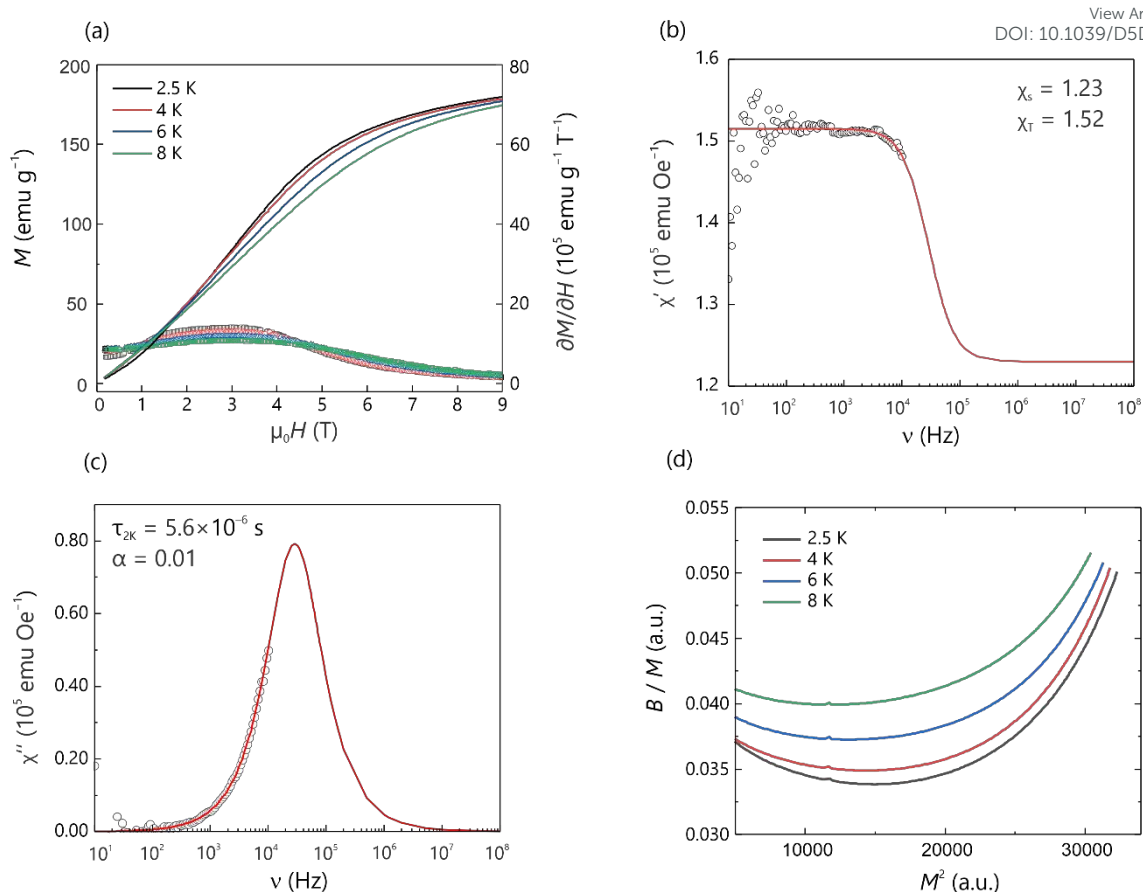 View Ar
DOI: 10.1039/D5D
(a)
200
150
100
50
0
M (emu g⁻¹)
2.5 K
4 K
6 K
8 K
80
60
40
20
0
∂M/∂H (10⁵ emu g⁻¹ T⁻¹)
0 1 2 3 4 5 6 7 8 9
μ₀H (T)
(b)
1.6
1.5
1.4
1.3
1.2
χ′ (10⁵ emu Oe⁻¹)
χₛ = 1.23
χ_T = 1.52
10¹ 10² 10³ 10⁴ 10⁵ 10⁶ 10⁷ 10⁸
ν (Hz)
(c)
τ₂K = 5.6×10⁻⁶ s
α = 0.01
0.80
0.60
0.40
0.20
0.00
χ″ (10⁵ emu Oe⁻¹)
10¹ 10² 10³ 10⁴ 10⁵ 10⁶ 10⁷ 10⁸
ν (Hz)
(d)
0.055
0.050
0.045
0.040
0.035
0.030
B / M (a.u.)
2.5 K
4 K
6 K
8 K
10000 20000 30000
M² (a.u.)